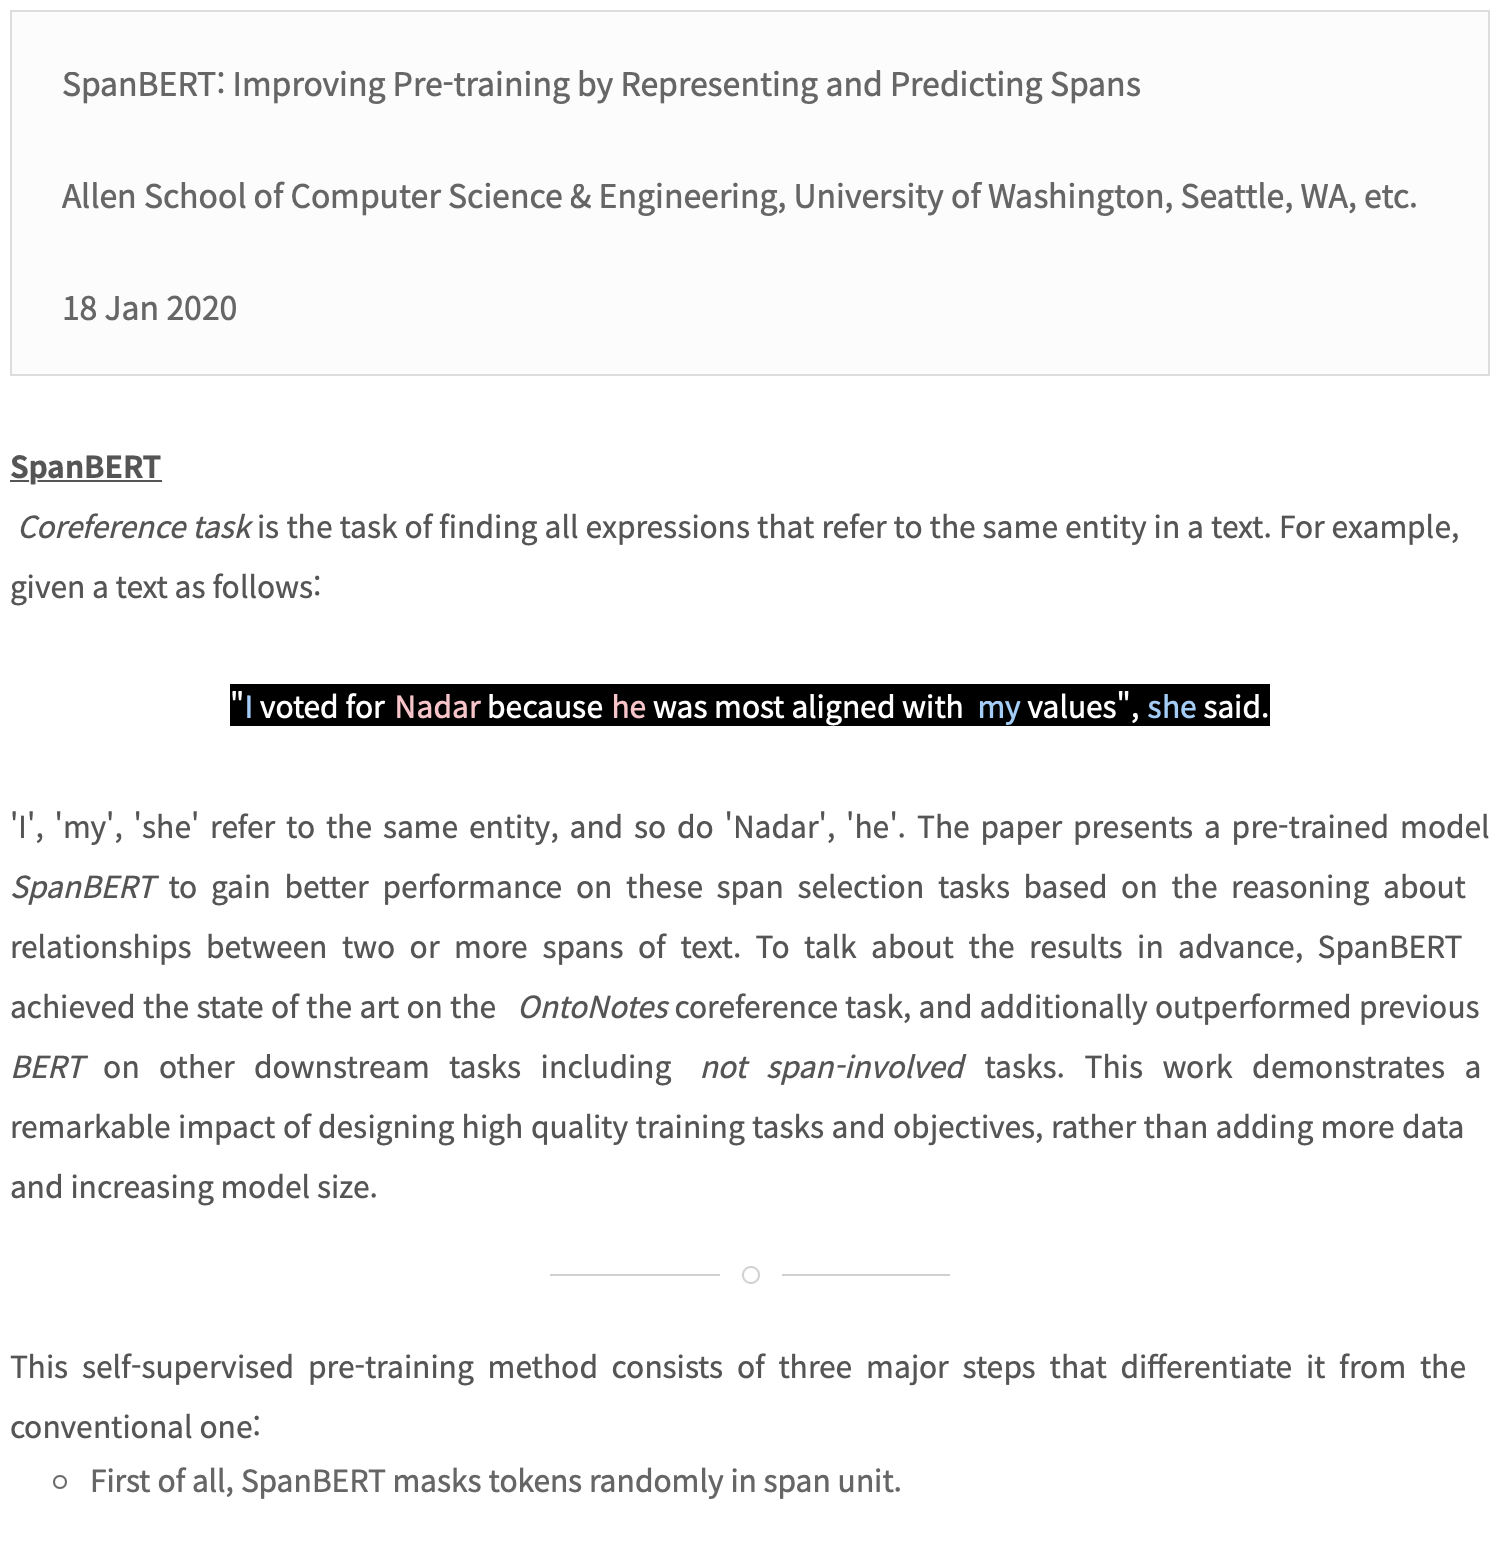 SpanBERT: Improving Pre-training by Representing and Predicting Spans
Allen School of Computer Science & Engineering, University of Washington, Seattle, WA, etc.
18 Jan 2020
SpanBERT
Coreference task is the task of finding all expressions that refer to the same entity in a text. For example,
given a text as follows:
"I voted for Nadar because he was most aligned with my values", she said.
'I', 'my', 'she' refer to the same entity, and so do 'Nadar', 'he'. The paper presents a pre-trained model
SpanBERT to gain better performance on these span selection tasks based on the reasoning about
relationships between two or more spans of text. To talk about the results in advance, SpanBERT
achieved the state of the art on the OntoNotes coreference task, and additionally outperformed previous
BERT on other downstream tasks including not span-involved tasks. This work demonstrates a
remarkable impact of designing high quality training tasks and objectives, rather than adding more data
and increasing model size.
This self-supervised pre-training method consists of three major steps that differentiate it from the
conventional one:
First of all, SpanBERT masks tokens randomly in span unit.